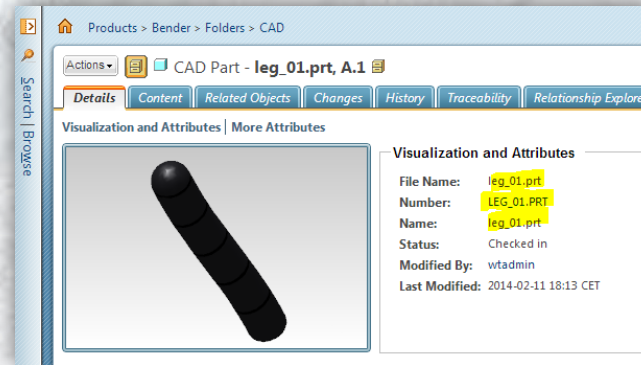 Products > Bender > Folders > CAD
Actions
CAD Part - leg_01.prt, A.1
Details Content Related Objects Changes History Traceability Relationship Explore
Visualization and Attributes | More Attributes
Search | Browse
Visualization and Attributes
File Name: leg_01.prt
Number: LEG_01.PRT
Name: leg_01.prt
Status: Checked in
Modified By: wtadmin
Last Modified: 2014-02-11 18:13 CET